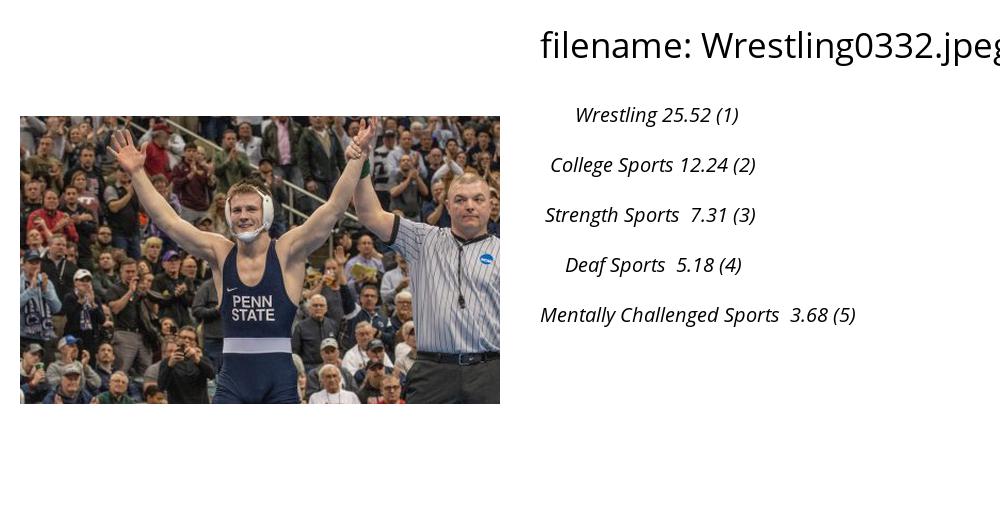 filename: Wrestling0332.jpeg
Wrestling 25.52 (1)
College Sports 12.24 (2)
Strength Sports 7.31 (3)
Deaf Sports 5.18 (4)
Mentally Challenged Sports 3.68 (5)
PENN
STATE